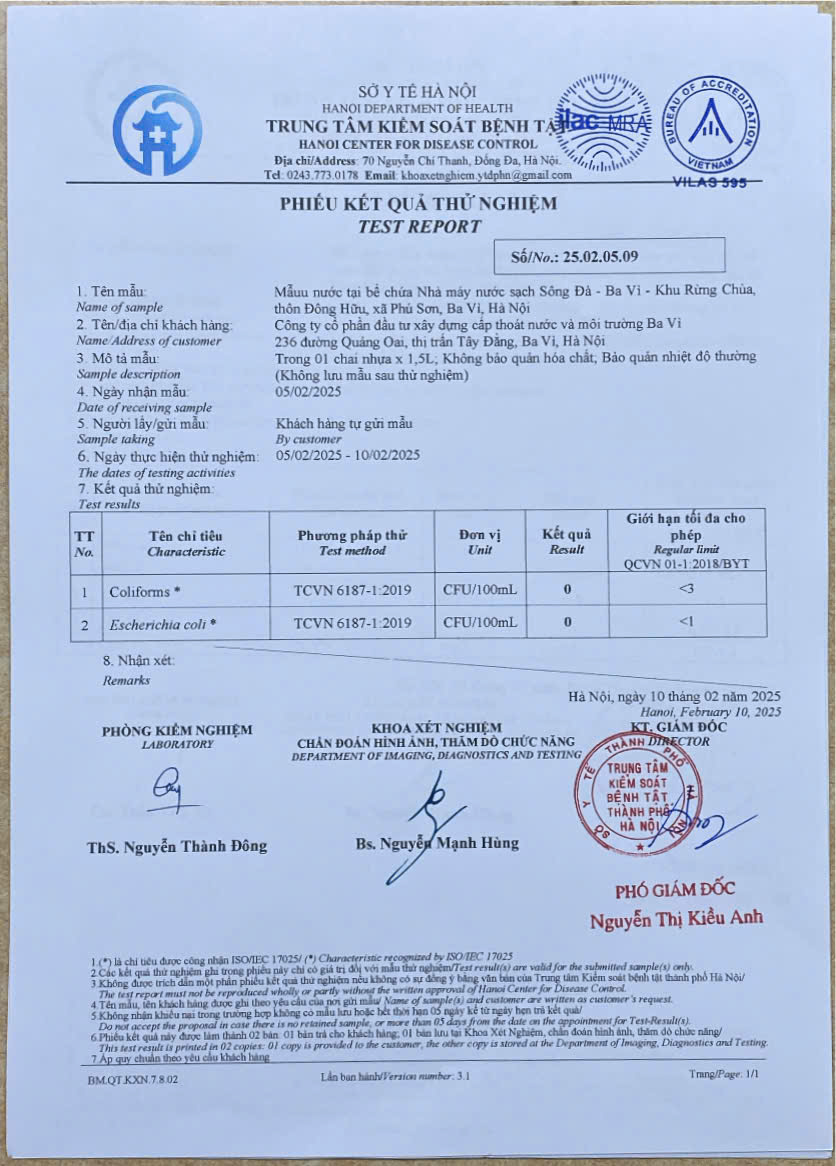 SỞ Y TẾ HÀ NỘI
HANOI DEPARTMENT OF HEALTH
TRUNG TÂM KIỂM SOÁT BỆNH TẬT
HANOI CENTER FOR DISEASE CONTROL
Địa chỉ/Address: 70 Nguyễn Chí Thanh, Đống Đa, Hà Nội.
Tel: 0243.773.0178 Email: khoaxetnghiem.ytdphn@gmail.com
ilac-MRA
BUREAU OF ACCREDITATION
VIETNAM
VILAS 595
PHIẾU KẾT QUẢ THỬ NGHIỆM
TEST REPORT
Số/No.: 25.02.05.09
1. Tên mẫu: Mẫuu nước tại bể chứa Nhà máy nước sạch Sông Đà - Ba Vì - Khu Rừng Chùa,
Name of sample thôn Đông Hữu, xã Phú Sơn, Ba Vì, Hà Nội
2. Tên/địa chỉ khách hàng: Công ty cổ phần đầu tư xây dựng cấp thoát nước và môi trường Ba Vì
Name/Address of customer 236 đường Quảng Oai, thị trấn Tây Đằng, Ba Vì, Hà Nội
3. Mô tả mẫu: Trong 01 chai nhựa x 1,5L; Không bảo quản hóa chất; Bảo quản nhiệt độ thường
Sample description (Không lưu mẫu sau thử nghiệm)
4. Ngày nhận mẫu: 05/02/2025
Date of receiving sample
5. Người lấy/gửi mẫu: Khách hàng tự gửi mẫu
Sample taking By customer
6. Ngày thực hiện thử nghiệm: 05/02/2025 - 10/02/2025
The dates of testing activities
7. Kết quả thử nghiệm:
Test results
TT No. Tên chỉ tiêu Characteristic Phương pháp thử Test method Đơn vị Unit Kết quả Result Giới hạn tối đa cho phép Regular limit QCVN 01-1:2018/BYT
1 Coliforms * TCVN 6187-1:2019 CFU/100mL 0 <3
2 Escherichia coli * TCVN 6187-1:2019 CFU/100mL 0 <1
8. Nhận xét:
Remarks
Hà Nội, ngày 10 tháng 02 năm 2025
Hanoi, February 10, 2025
PHÒNG KIỂM NGHIỆM
LABORATORY
KHOA XÉT NGHIỆM
CHẨN ĐOÁN HÌNH ẢNH, THĂM DÒ CHỨC NĂNG
DEPARTMENT OF IMAGING, DIAGNOSTICS AND TESTING
KT. GIÁM ĐỐC
DIRECTOR
SỞ Y TẾ THÀNH PHỐ HÀ NỘI
TRUNG TÂM
KIỂM SOÁT
BỆNH TẬT
THÀNH PHỐ
HÀ NỘI
ThS. Nguyễn Thành Đông
Bs. Nguyễn Mạnh Hùng
PHÓ GIÁM ĐỐC
Nguyễn Thị Kiều Anh
1.(*) là chỉ tiêu được công nhận ISO/IEC 17025/ (*) Characteristic recognized by ISO/IEC 17025
2.Các kết quả thử nghiệm ghi trong phiếu này chỉ có giá trị đối với mẫu thử nghiệm/Test result(s) are valid for the submitted sample(s) only.
3.Không được trích dẫn một phần phiếu kết quả thử nghiệm nếu không có sự đồng ý bằng văn bản của Trung tâm Kiểm soát bệnh tật thành phố Hà Nội/
The test report must not be reproduced wholly or partly without the written approval of Hanoi Center for Disease Control.
4.Tên mẫu, tên khách hàng được ghi theo yêu cầu của nơi gửi mẫu/ Name of sample(s) and customer are written as customer's request.
5.Không nhận khiếu nại trong trường hợp không có mẫu lưu hoặc hết thời hạn 05 ngày kể từ ngày hẹn trả kết quả/
Do not accept the proposal in case there is no retained sample, or more than 05 days from the date on the appointment for Test-Result(s).
6.Phiếu kết quả này được làm thành 02 bản: 01 bản trả cho khách hàng; 01 bản lưu tại Khoa Xét Nghiệm, chẩn đoán hình ảnh, thăm dò chức năng/
This test result is printed in 02 copies: 01 copy is provided to the customer, the other copy is stored at the Department of Imaging, Diagnostics and Testing.
7 Áp quy chuẩn theo yêu cầu khách hàng
BM.QT.KXN.7.8.02 Lần ban hành/Version number: 3.1 Trang/Page: 1/1